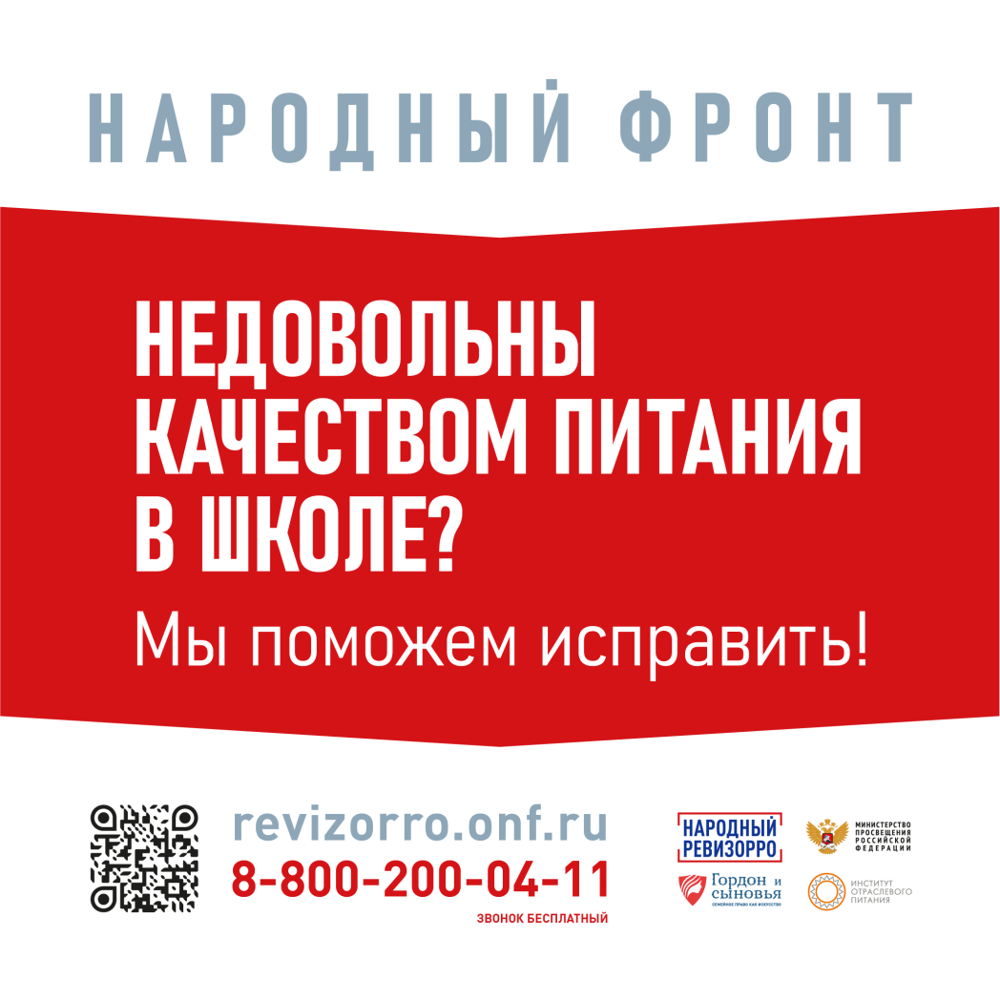 НАРОДНЫЙ ФРОНТ
НЕДОВОЛЬНЫ
КАЧЕСТВОМ ПИТАНИЯ
В ШКОЛЕ?
Мы поможем исправить!
revizorro.onf.ru
8-800-200-04-11
ЗВОНОК БЕСПЛАТНЫЙ
НАРОДНЫЙ
РЕВИЗОРРО
МИНИСТЕРСТВО
ПРОСВЕЩЕНИЯ
РОССИЙСКОЙ
ФЕДЕРАЦИИ
Гордон и
сыновья
СЕМЕЙНОЕ ПРАВО КАК ИСКУССТВО
ИНСТИТУТ
ОТРАСЛЕВОГО
ПИТАНИЯ